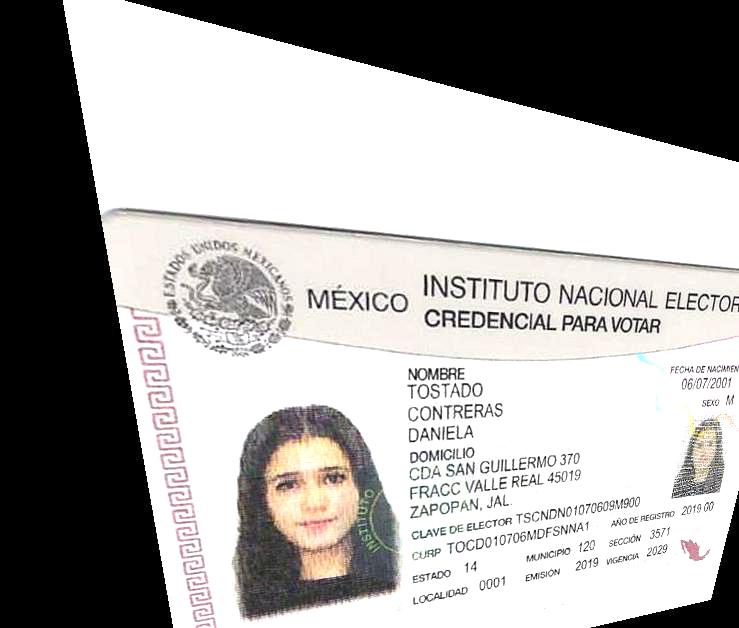 ESTADOS UNIDOS MEXICANOS
MÉXICO
INSTITUTO NACIONAL ELECTOR
CREDENCIAL PARA VOTAR
NOMBRE
TOSTADO
CONTRERAS
DANIELA
DOMICILIO
CDA SAN GUILLERMO 370
FRACC VALLE REAL 45019
ZAPOPAN, JAL.
FECHA DE NACIMIEN
06/07/2001
SEXO M
CLAVE DE ELECTOR TSCNDN01070609M900
CURP TOCD010706MDFSNNA1 AÑO DE REGISTRO 2019 00
ESTADO 14 MUNICIPIO 120 SECCIÓN 3571
LOCALIDAD 0001 EMISIÓN 2019 VIGENCIA 2029
INSTITUTO